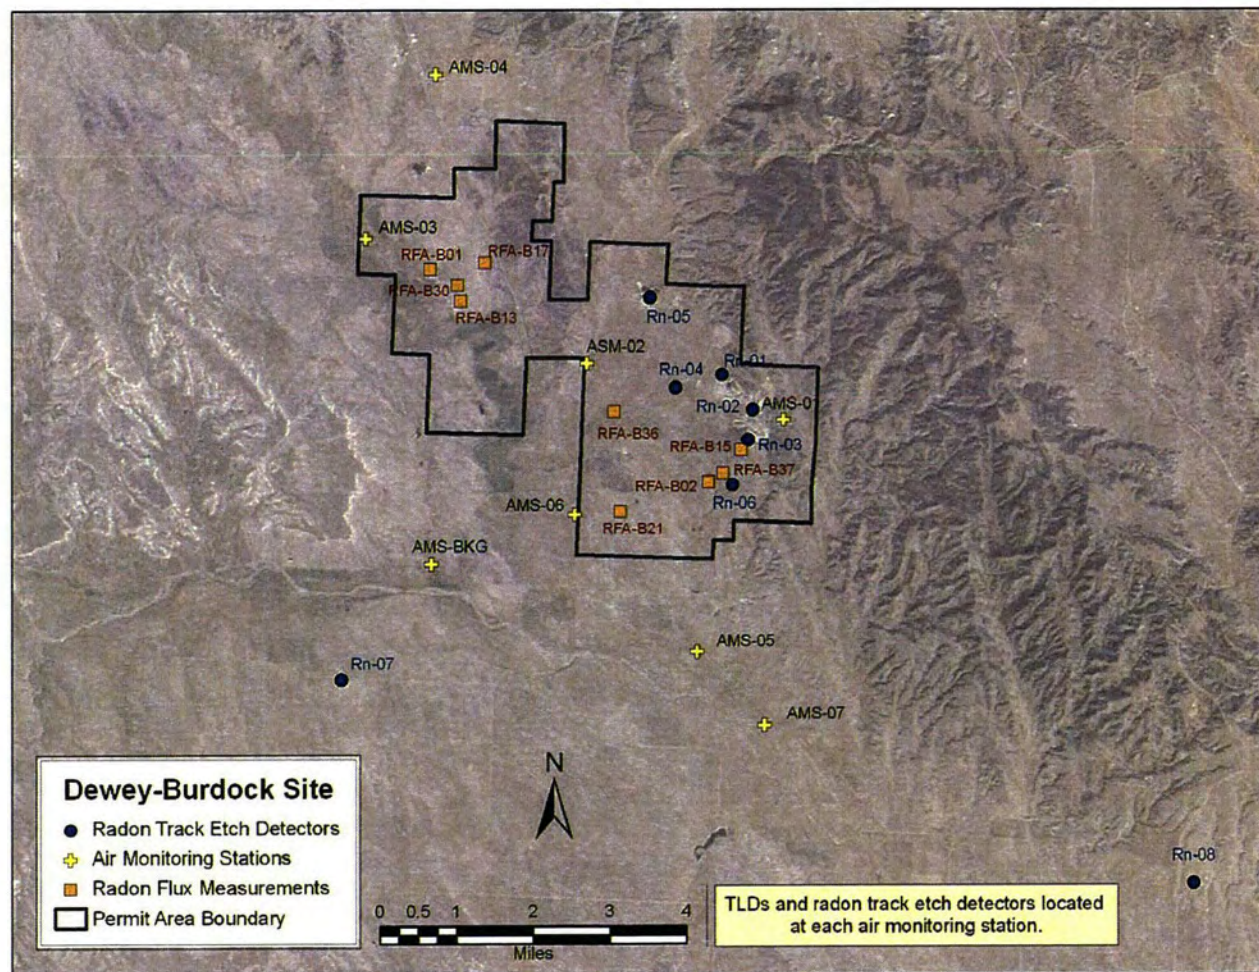 AMS-04
AMS-03
RFA-B01
RFA-B17
RFA-B30
RFA-B13
Rn-05
ASM-02
Rn-04
Rn-01
Rn-02
AMS-01
RFA-B36
RFA-B15
Rn-03
RFA-B37
RFA-B02
Rn-06
AMS-06
RFA-B21
AMS-BKG
AMS-05
Rn-07
AMS-07
N
Rn-08
Dewey-Burdock Site
Radon Track Etch Detectors
Air Monitoring Stations
Radon Flux Measurements
Permit Area Boundary
0 0.5 1 2 3 4
Miles
TLDs and radon track etch detectors located
at each air monitoring station.